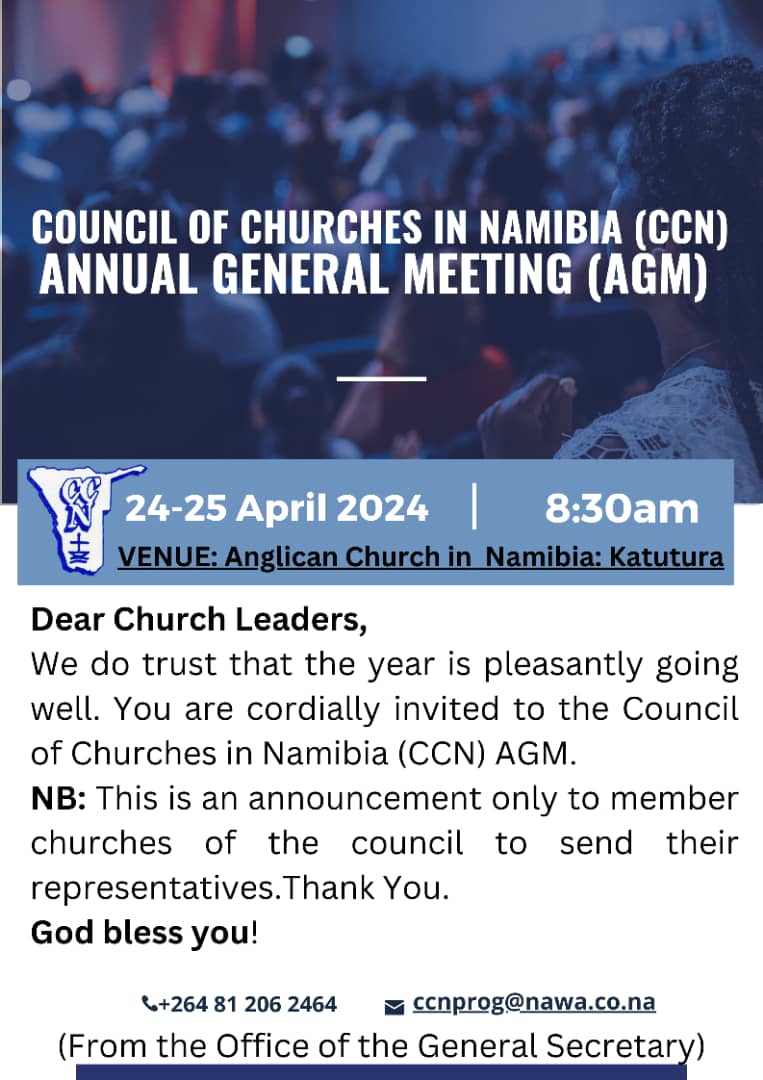 COUNCIL OF CHURCHES IN NAMIBIA (CCN)
ANNUAL GENERAL MEETING (AGM)
CCN
24-25 April 2024 | 8:30am
VENUE: Anglican Church in Namibia: Katutura
Dear Church Leaders,
We do trust that the year is pleasantly going
well. You are cordially invited to the Council
of Churches in Namibia (CCN) AGM.
NB: This is an announcement only to member
churches of the council to send their
representatives.Thank You.
God bless you!
+264 81 206 2464 ccnprog@nawa.co.na
(From the Office of the General Secretary)